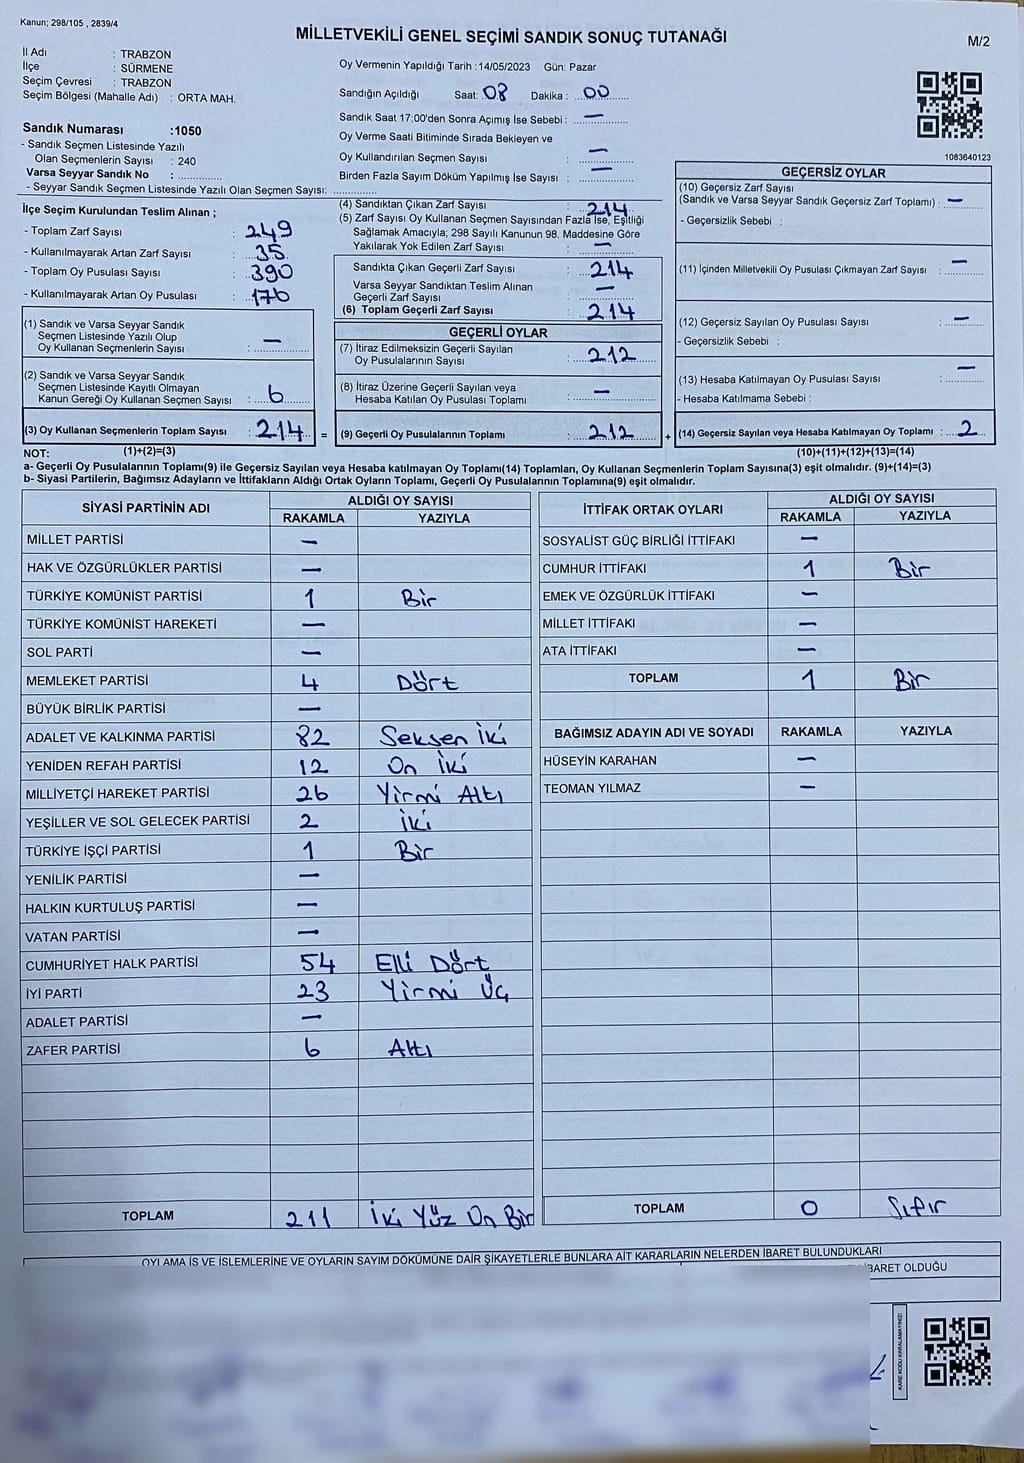 Kanun; 298/105 , 2839/4
MİLLETVEKİLİ GENEL SEÇİMİ SANDIK SONUÇ TUTANAĞI
M/2
İl Adı : TRABZON
İlçe : SÜRMENE
Seçim Çevresi : TRABZON
Seçim Bölgesi (Mahalle Adı) : ORTA MAH.
Sandık Numarası :1050
- Sandık Seçmen Listesinde Yazılı
Olan Seçmenlerin Sayısı : 240
Varsa Seyyar Sandık No :
- Seyyar Sandık Seçmen Listesinde Yazılı Olan Seçmen Sayısı:
Oy Vermenin Yapıldığı Tarih :14/05/2023 Gün: Pazar
Sandığın Açıldığı Saat: 08 Dakika : 00
Sandık Saat 17:00'den Sonra Açımış İse Sebebi : —
Oy Verme Saati Bitiminde Sırada Bekleyen ve
Oy Kullandırılan Seçmen Sayısı : —
Birden Fazla Sayım Döküm Yapılmış İse Sayısı : —
1083640123
İlçe Seçim Kurulundan Teslim Alınan ;
- Toplam Zarf Sayısı : 249
- Kullanılmayarak Artan Zarf Sayısı : 35
- Toplam Oy Pusulası Sayısı : 390
- Kullanılmayarak Artan Oy Pusulası : 176
(1) Sandık ve Varsa Seyyar Sandık
Seçmen Listesinde Yazılı Olup
Oy Kullanan Seçmenlerin Sayısı : —
(2) Sandık ve Varsa Seyyar Sandık
Seçmen Listesinde Kayıtlı Olmayan
Kanun Gereği Oy Kullanan Seçmen Sayısı : 6
(3) Oy Kullanan Seçmenlerin Toplam Sayısı : 214 =
(4) Sandıktan Çıkan Zarf Sayısı : 214
(5) Zarf Sayısı Oy Kullanan Seçmen Sayısından Fazla İse, Eşitliği
Sağlamak Amacıyla; 298 Sayılı Kanunun 98. Maddesine Göre
Yakılarak Yok Edilen Zarf Sayısı : —
Sandıkta Çıkan Geçerli Zarf Sayısı : 214
Varsa Seyyar Sandıktan Teslim Alınan
Geçerli Zarf Sayısı : —
(6) Toplam Geçerli Zarf Sayısı : 214
GEÇERLİ OYLAR
(7) İtiraz Edilmeksizin Geçerli Sayılan
Oy Pusulalarının Sayısı : 212
(8) İtiraz Üzerine Geçerli Sayılan veya
Hesaba Katılan Oy Pusulası Toplamı : —
(9) Geçerli Oy Pusulalarının Toplamı : 212 +
GEÇERSİZ OYLAR
(10) Geçersiz Zarf Sayısı
(Sandık ve Varsa Seyyar Sandık Geçersiz Zarf Toplamı) : —
- Geçersizlik Sebebi :
(11) İçinden Milletvekili Oy Pusulası Çıkmayan Zarf Sayısı : —
(12) Geçersiz Sayılan Oy Pusulası Sayısı : —
- Geçersizlik Sebebi :
(13) Hesaba Katılmayan Oy Pusulası Sayısı : —
- Hesaba Katılmama Sebebi :
(14) Geçersiz Sayılan veya Hesaba Katılmayan Oy Toplamı : 2
NOT: (1)+(2)=(3) (10)+(11)+(12)+(13)=(14)
a- Geçerli Oy Pusulalarının Toplamı(9) ile Geçersiz Sayılan veya Hesaba katılmayan Oy Toplamı(14) Toplamları, Oy Kullanan Seçmenlerin Toplam Sayısına(3) eşit olmalıdır. (9)+(14)=(3)
b- Siyasi Partilerin, Bağımsız Adayların ve İttifakların Aldığı Ortak Oyların Toplamı, Geçerli Oy Pusulalarının Toplamına(9) eşit olmalıdır.
SİYASİ PARTİNİN ADI ALDIĞI OY SAYISI
RAKAMLA YAZIYLA
MİLLET PARTİSİ —
HAK VE ÖZGÜRLÜKLER PARTİSİ —
TÜRKİYE KOMÜNİST PARTİSİ 1 Bir
TÜRKİYE KOMÜNİST HAREKETİ —
SOL PARTİ —
MEMLEKET PARTİSİ 4 Dört
BÜYÜK BİRLİK PARTİSİ —
ADALET VE KALKINMA PARTİSİ 82 Seksen İki
YENİDEN REFAH PARTİSİ 12 On İki
MİLLİYETÇİ HAREKET PARTİSİ 26 Yirmi Altı
YEŞİLLER VE SOL GELECEK PARTİSİ 2 İki
TÜRKİYE İŞÇİ PARTİSİ 1 Bir
YENİLİK PARTİSİ —
HALKIN KURTULUŞ PARTİSİ —
VATAN PARTİSİ —
CUMHURİYET HALK PARTİSİ 54 Elli Dört
İYİ PARTİ 23 Yirmi Üç
ADALET PARTİSİ —
ZAFER PARTİSİ 6 Altı
TOPLAM 211 İki Yüz On Bir
İTTİFAK ORTAK OYLARI ALDIĞI OY SAYISI
RAKAMLA YAZIYLA
SOSYALİST GÜÇ BİRLİĞİ İTTİFAKI —
CUMHUR İTTİFAKI 1 Bir
EMEK VE ÖZGÜRLÜK İTTİFAKI —
MİLLET İTTİFAKI —
ATA İTTİFAKI —
TOPLAM 1 Bir
BAĞIMSIZ ADAYIN ADI VE SOYADI RAKAMLA YAZIYLA
HÜSEYİN KARAHAN —
TEOMAN YILMAZ —
TOPLAM 0 Sıfır
OYLAMA İŞ VE İŞLEMLERİNE VE OYLARIN SAYIM DÖKÜMÜNE DAİR ŞİKAYETLERLE BUNLARA AİT KARARLARIN NELERDEN İBARET BULUNDUKLARI
İBARET OLDUĞU
KARE KODU KARALAMAYINIZ!